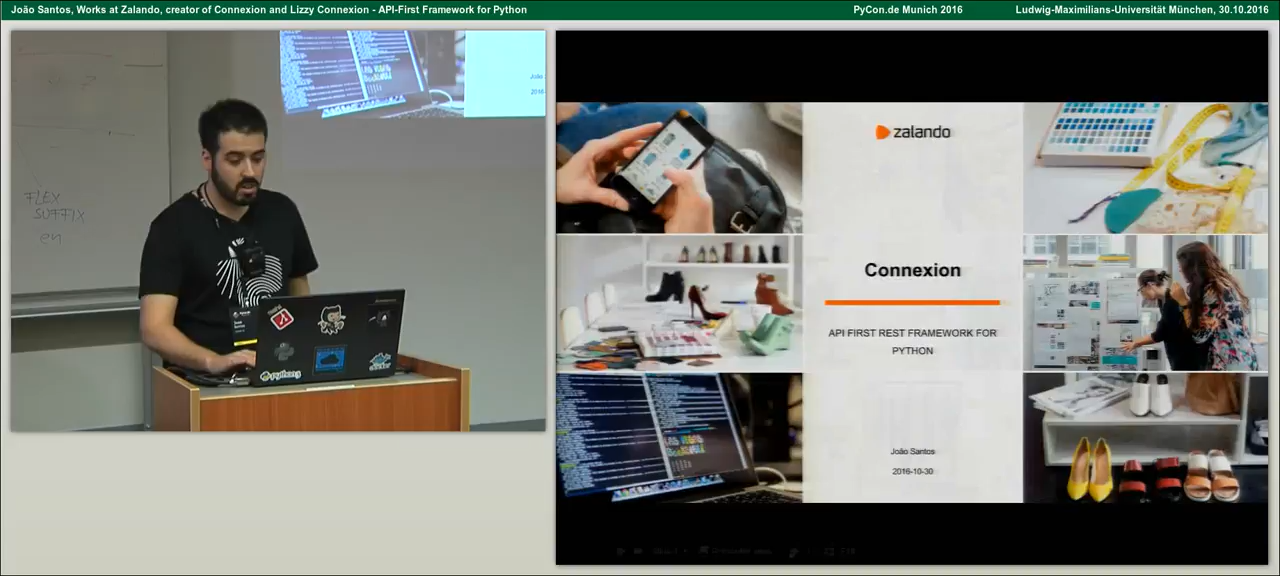 João Santos, Works at Zalando, creator of Connexion and Lizzy Connexion - API-First Framework for Python
PyCon.de Munich 2016
Ludwig-Maximilians-Universität München, 30.10.2016
FLEX
SUFFIX
en
zalando
Connexion
API FIRST REST FRAMEWORK FOR
PYTHON
João Santos
2016-10-30